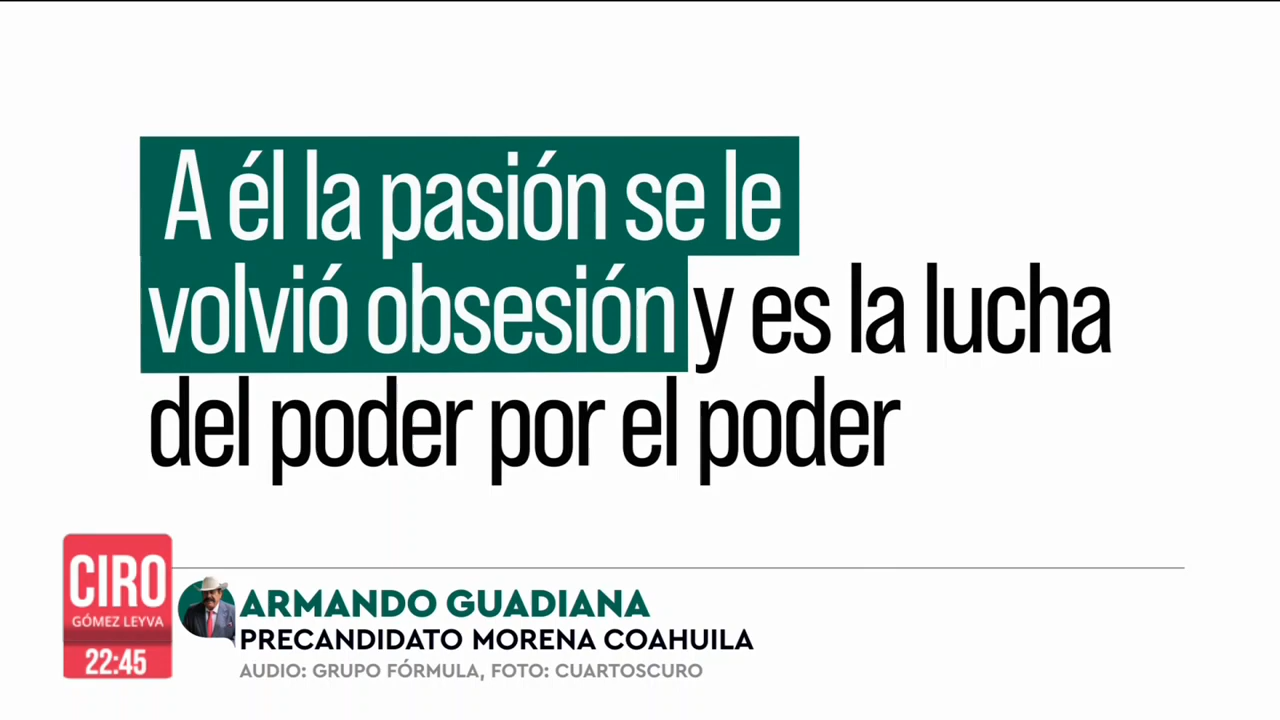 A él la pasión se le
volvió obsesión y es la lucha
del poder por el poder
CIRO
GÓMEZ LEYVA
22:45
ARMANDO GUADIANA
PRECANDIDATO MORENA COAHUILA
AUDIO: GRUPO FÓRMULA, FOTO: CUARTOSCURO